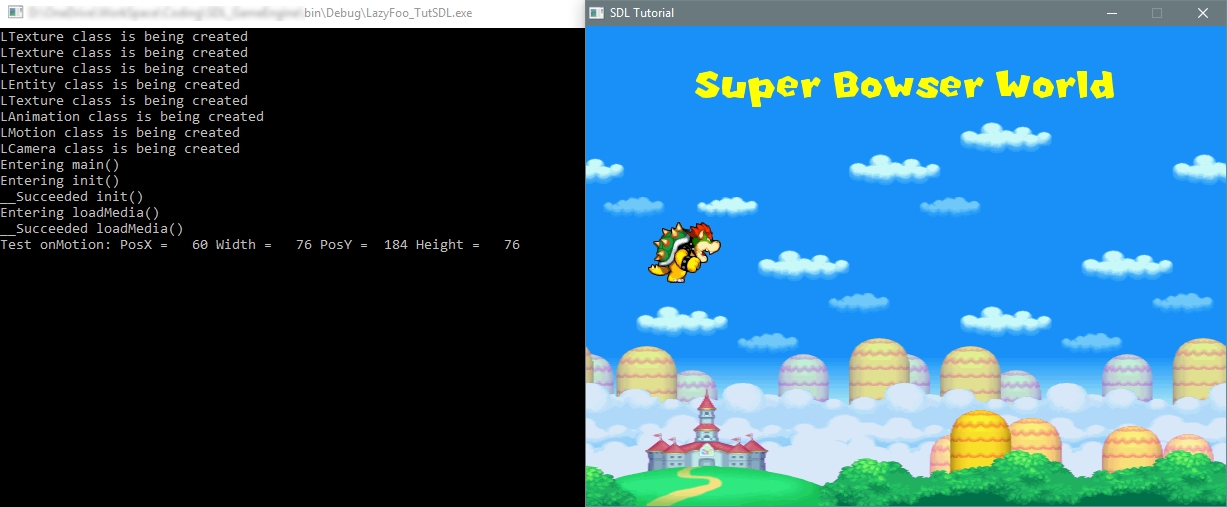 bin\Debug\LazyFoo_TutSDL.exe
LTexture class is being created
LTexture class is being created
LTexture class is being created
LEntity class is being created
LTexture class is being created
LAnimation class is being created
LMotion class is being created
LCamera class is being created
Entering main()
Entering init()
__Succeeded init()
Entering loadMedia()
__Succeeded loadMedia()
Test onMotion: PosX =   60 Width =   76 PosY =  184 Height =   76
SDL Tutorial
Super Bowser World